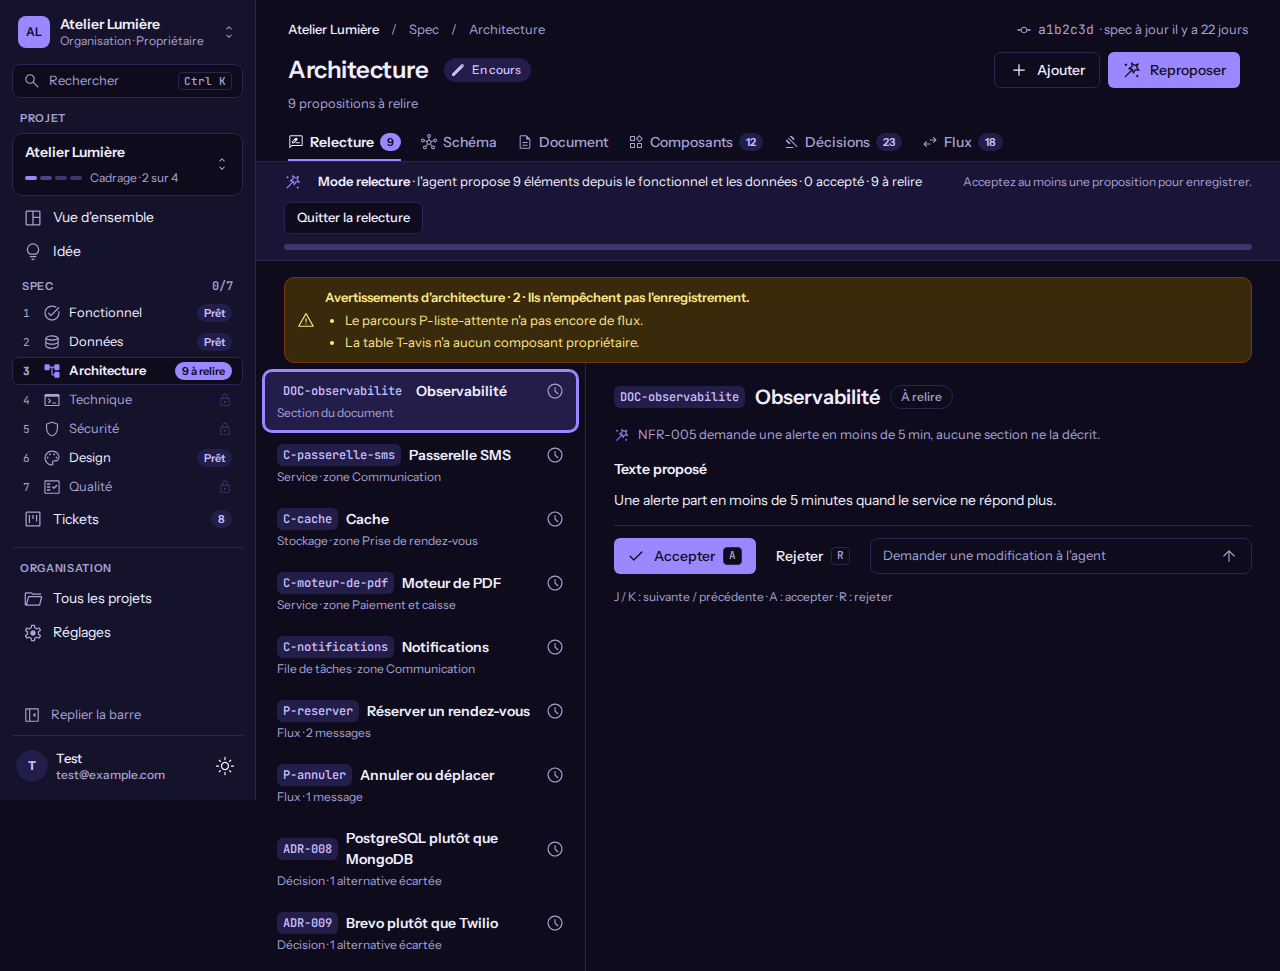 AL
Atelier Lumière
Organisation · Propriétaire
Rechercher
Ctrl K
PROJET
Atelier Lumière
Cadrage · 2 sur 4
Vue d'ensemble
Idée
SPEC 0/7
1 Fonctionnel Prêt
2 Données Prêt
3 Architecture 9 à relire
4 Technique
5 Sécurité
6 Design Prêt
7 Qualité
Tickets 8
ORGANISATION
Tous les projets
Réglages
Replier la barre
T
Test
test@example.com
Atelier Lumière / Spec / Architecture
a1b2c3d · spec à jour il y a 22 jours
Architecture
En cours
Ajouter
Reproposer
9 propositions à relire
Relecture 9
Schéma
Document
Composants 12
Décisions 23
Flux 18
Mode relecture · l'agent propose 9 éléments depuis le fonctionnel et les données · 0 accepté · 9 à relire
Acceptez au moins une proposition pour enregistrer.
Quitter la relecture
Avertissements d'architecture · 2 · Ils n'empêchent pas l'enregistrement.
• Le parcours P-liste-attente n'a pas encore de flux.
• La table T-avis n'a aucun composant propriétaire.
DOC-observabilite Observabilité
Section du document
C-passerelle-sms Passerelle SMS
Service · zone Communication
C-cache Cache
Stockage · zone Prise de rendez-vous
C-moteur-de-pdf Moteur de PDF
Service · zone Paiement et caisse
C-notifications Notifications
File de tâches · zone Communication
P-reserver Réserver un rendez-vous
Flux · 2 messages
P-annuler Annuler ou déplacer
Flux · 1 message
ADR-008 PostgreSQL plutôt que
MongoDB
Décision · 1 alternative écartée
ADR-009 Brevo plutôt que Twilio
Décision · 1 alternative écartée
DOC-observabilite Observabilité À relire
NFR-005 demande une alerte en moins de 5 min, aucune section ne la décrit.
Texte proposé
Une alerte part en moins de 5 minutes quand le service ne répond plus.
Accepter A
Rejeter R
Demander une modification à l'agent
J / K : suivante / précédente · A : accepter · R : rejeter